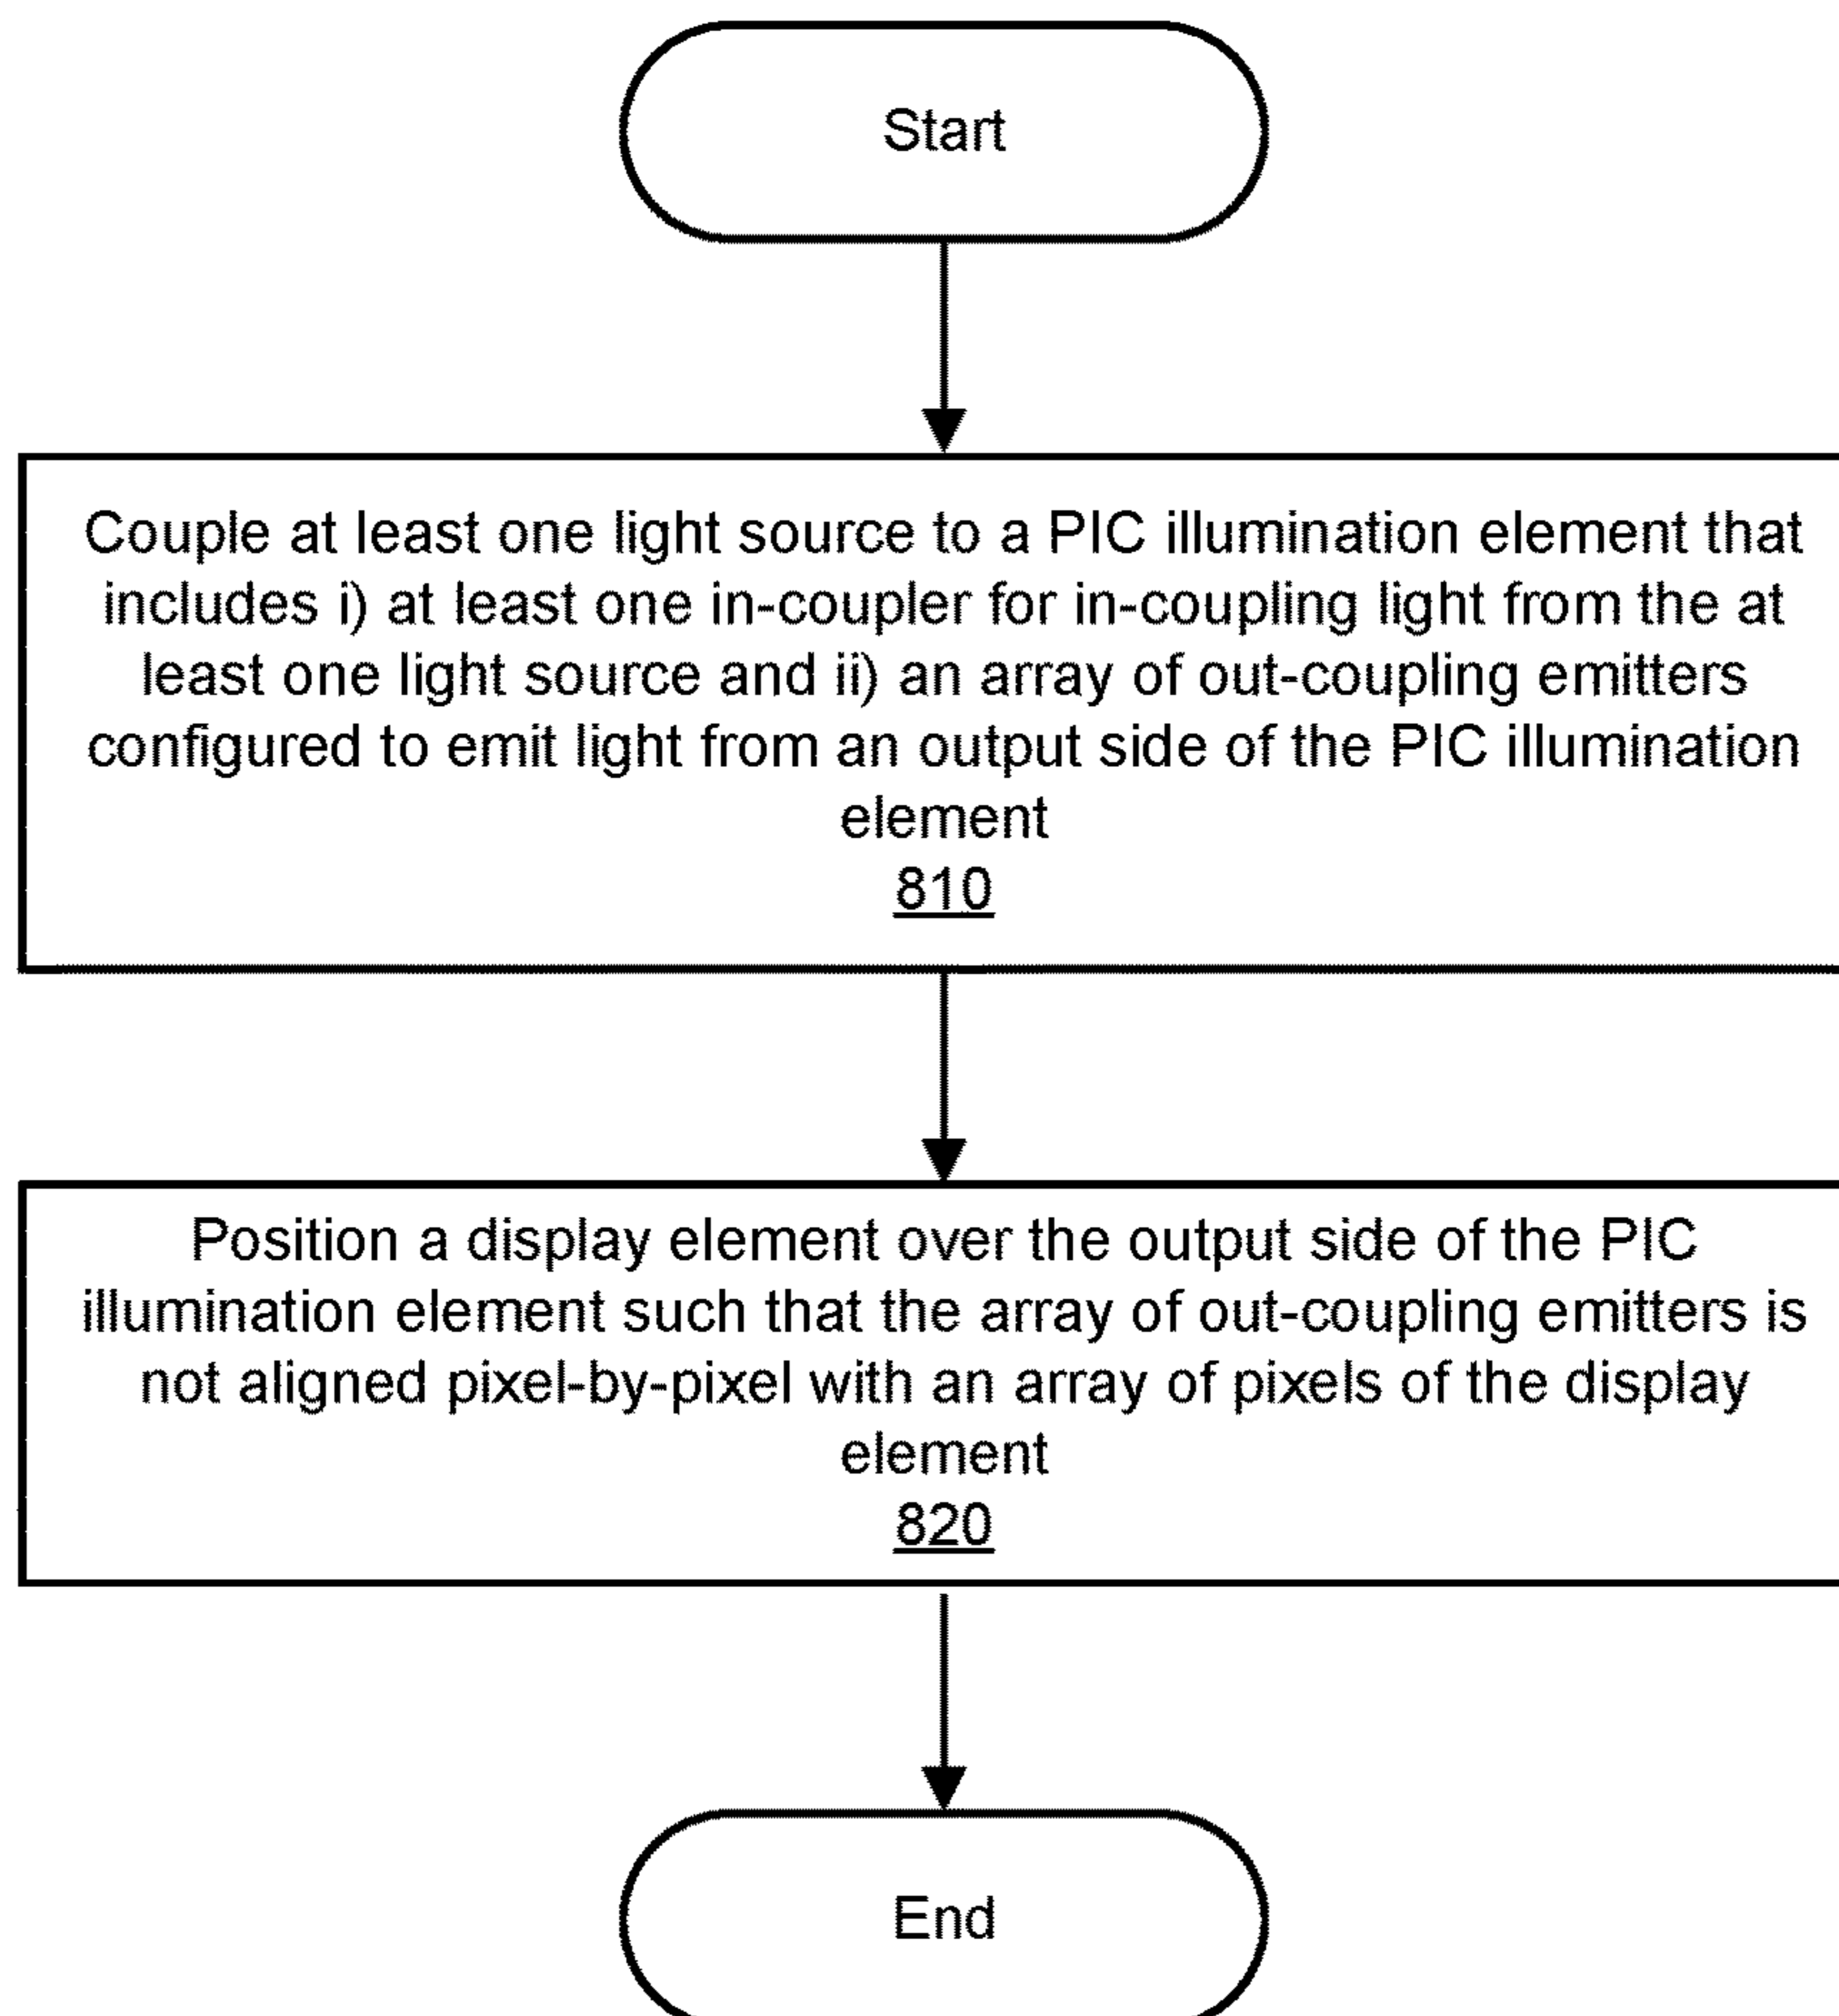 Start
Couple at least one light source to a PIC illumination element that
includes i) at least one in-coupler for in-coupling light from the at
least one light source and ii) an array of out-coupling emitters
configured to emit light from an output side of the PIC illumination
element
810
Position a display element over the output side of the PIC
illumination element such that the array of out-coupling emitters is
not aligned pixel-by-pixel with an array of pixels of the display
element
820
End